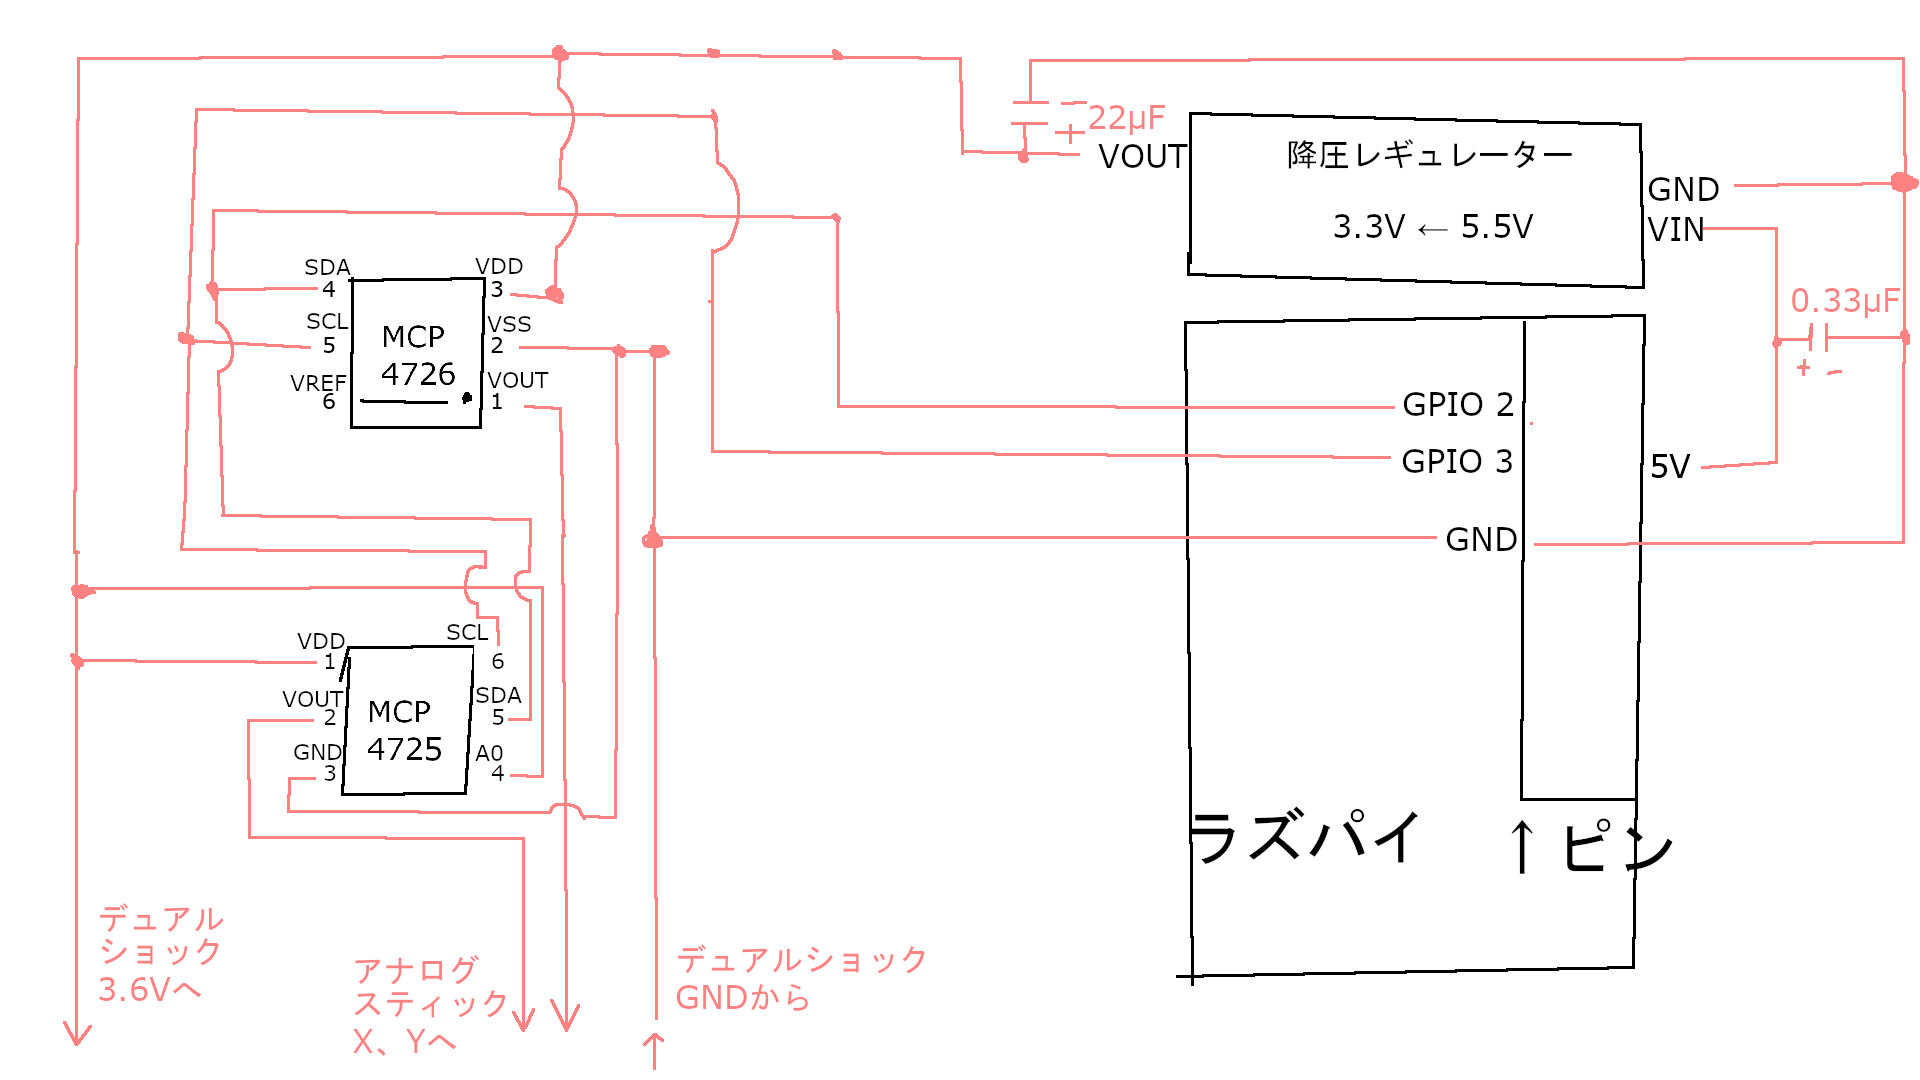 22μF
VOUT
降圧レギュレーター
3.3V ← 5.5V
GND
VIN
0.33μF
+ −
SDA
4
SCL
5
VREF
6
MCP
4726
VDD
3
VSS
2
VOUT
1
GPIO 2
GPIO 3
GND
5V
VDD
1
VOUT
2
GND
3
MCP
4725
SCL
6
SDA
5
A0
4
ラズパイ
↑ ピン
デュアル
ショック
3.6Vへ
アナログ
スティック
X、Yへ
デュアルショック
GNDから